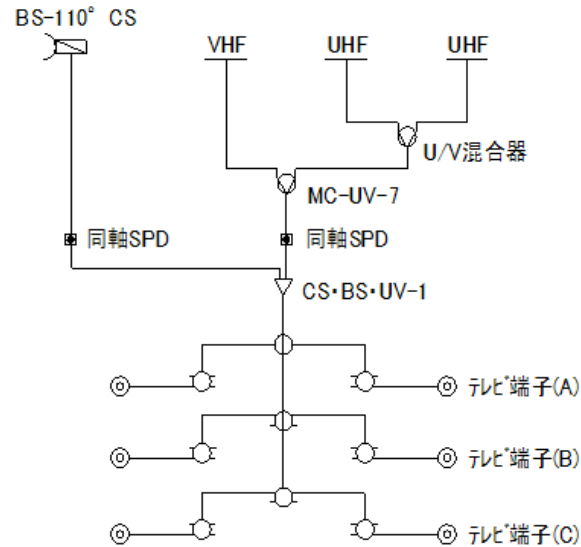 BS-110° CS
VHF
UHF
UHF
U/V混合器
MC-UV-7
同軸SPD
同軸SPD
CS・BS・UV-1
ﾃﾚﾋﾞ端子(A)
ﾃﾚﾋﾞ端子(B)
ﾃﾚﾋﾞ端子(C)